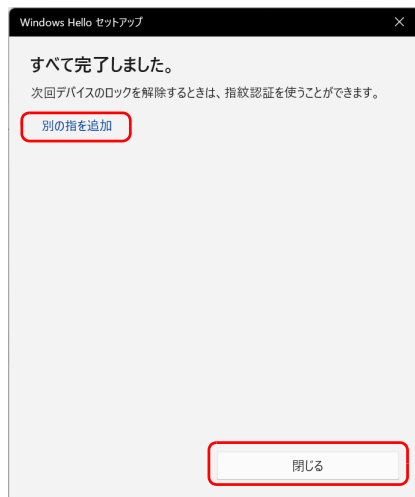 Windows Hello セットアップ
すべて完了しました。
次回デバイスのロックを解除するときは、指紋認証を使うことができます。
別の指を追加
閉じる